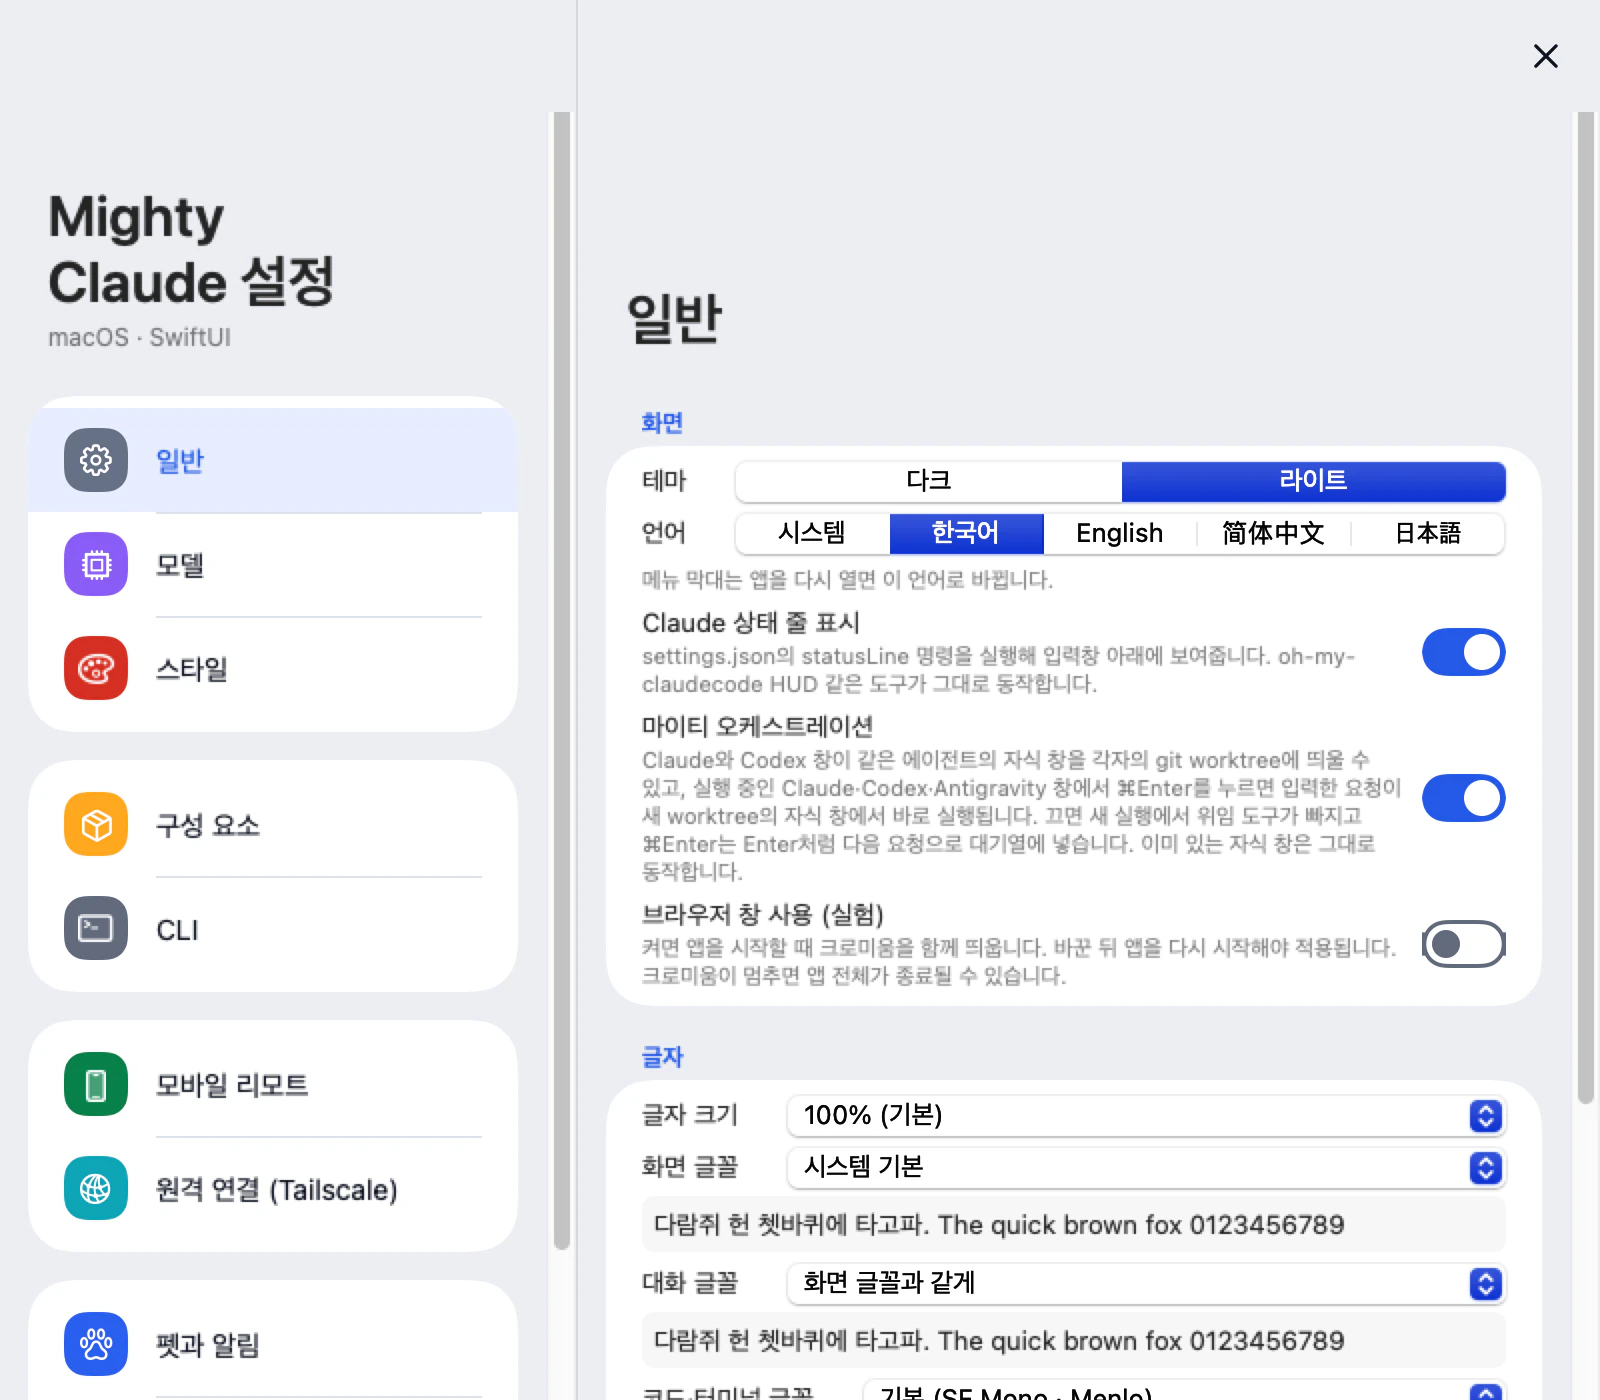 Mighty
Claude 설정
macOS · SwiftUI
일반
모델
스타일
구성 요소
CLI
모바일 리모트
원격 연결 (Tailscale)
펫과 알림
일반
화면
테마 다크 라이트
언어 시스템 한국어 English 简体中文 日本語
메뉴 막대는 앱을 다시 열면 이 언어로 바뀝니다.
Claude 상태 줄 표시
settings.json의 statusLine 명령을 실행해 입력창 아래에 보여줍니다. oh-my-
claudecode HUD 같은 도구가 그대로 동작합니다.
마이티 오케스트레이션
Claude와 Codex 창이 같은 에이전트의 자식 창을 각자의 git worktree에 띄울 수
있고, 실행 중인 Claude·Codex·Antigravity 창에서 ⌘Enter를 누르면 입력한 요청이
새 worktree의 자식 창에서 바로 실행됩니다. 끄면 새 실행에서 위임 도구가 빠지고
⌘Enter는 Enter처럼 다음 요청으로 대기열에 넣습니다. 이미 있는 자식 창은 그대로
동작합니다.
브라우저 창 사용 (실험)
켜면 앱을 시작할 때 크로미움을 함께 띄웁니다. 바꾼 뒤 앱을 다시 시작해야 적용됩니다.
크로미움이 멈추면 앱 전체가 종료될 수 있습니다.
글자
글자 크기 100% (기본)
화면 글꼴 시스템 기본
다람쥐 헌 쳇바퀴에 타고파. The quick brown fox 0123456789
대화 글꼴 화면 글꼴과 같게
다람쥐 헌 쳇바퀴에 타고파. The quick brown fox 0123456789
코드·터미널 글꼴 기본 (SF Mono · Menlo)